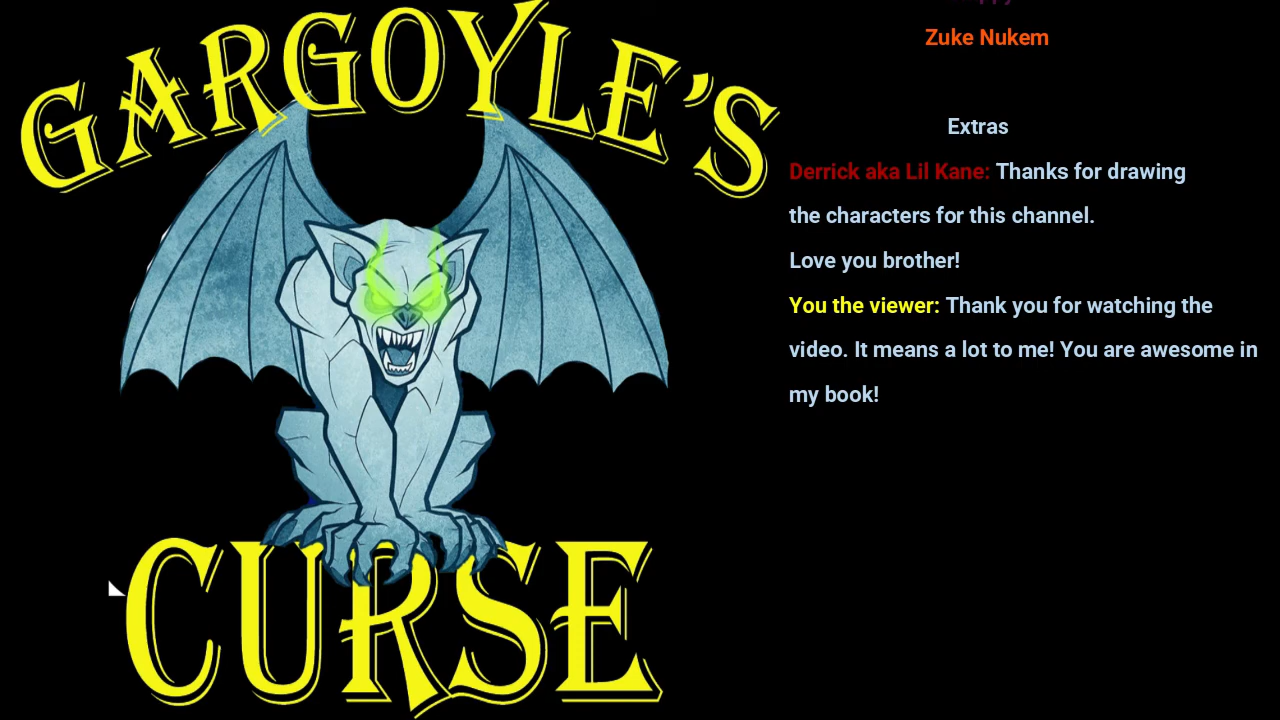 GARGOYLE'S
CURSE
Zuke Nukem
Extras
Derrick aka Lil Kane: Thanks for drawing
the characters for this channel.
Love you brother!
You the viewer: Thank you for watching the
video. It means a lot to me! You are awesome in
my book!